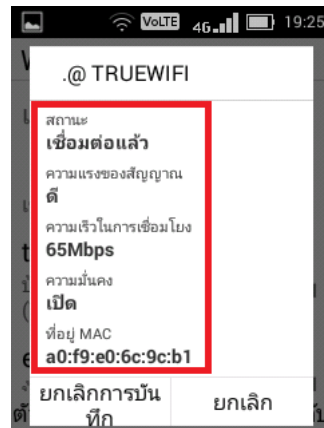 VoLTE 4G 19:25
.@ TRUEWIFI
สถานะ
เชื่อมต่อแล้ว
ความแรงของสัญญาณ
ดี
ความเร็วในการเชื่อมโยง
65Mbps
ความมั่นคง
เปิด
ที่อยู่ MAC
a0:f9:e0:6c:9c:b1
ยกเลิกการบัน
ทึก
ยกเลิก